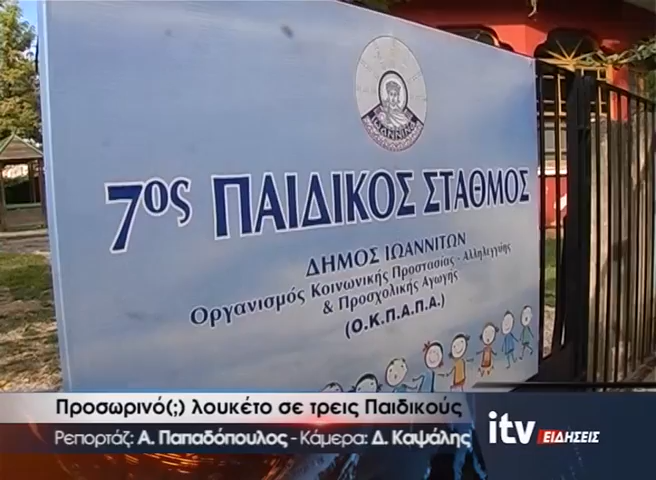 ΙΩΑΝΝΙΝΑ
7ος ΠΑΙΔΙΚΟΣ ΣΤΑΘΜΟΣ
ΔΗΜΟΣ ΙΩΑΝΝΙΤΩΝ
Οργανισμός Κοινωνικής Προστασίας - Αλληλεγγύης
& Προσχολικής Αγωγής
(Ο.Κ.Π.Α.Π.Α.)
Προσωρινό(;) λουκέτο σε τρεις Παιδικούς
Ρεπορτάζ: Α. Παπαδόπουλος - Κάμερα: Δ. Καψάλης
itv ΕΙΔΗΣΕΙΣ